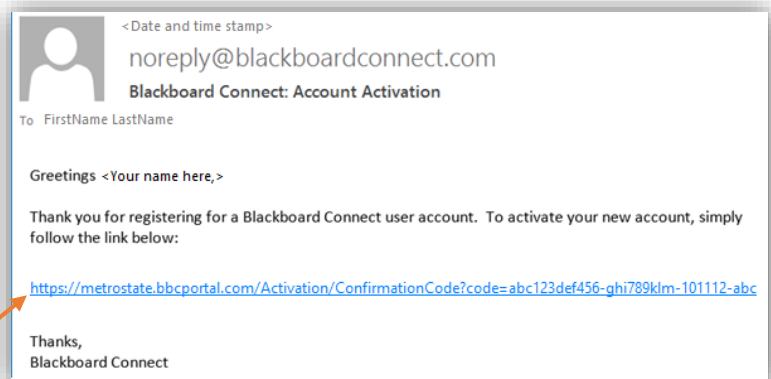 <Date and time stamp>
noreply@blackboardconnect.com
Blackboard Connect: Account Activation
To FirstName LastName
Greetings <Your name here,>
Thank you for registering for a Blackboard Connect user account.  To activate your new account, simply
follow the link below:
https://metrostate.bbcportal.com/Activation/ConfirmationCode?code=abc123def456-ghi789klm-101112-abc
Thanks,
Blackboard Connect